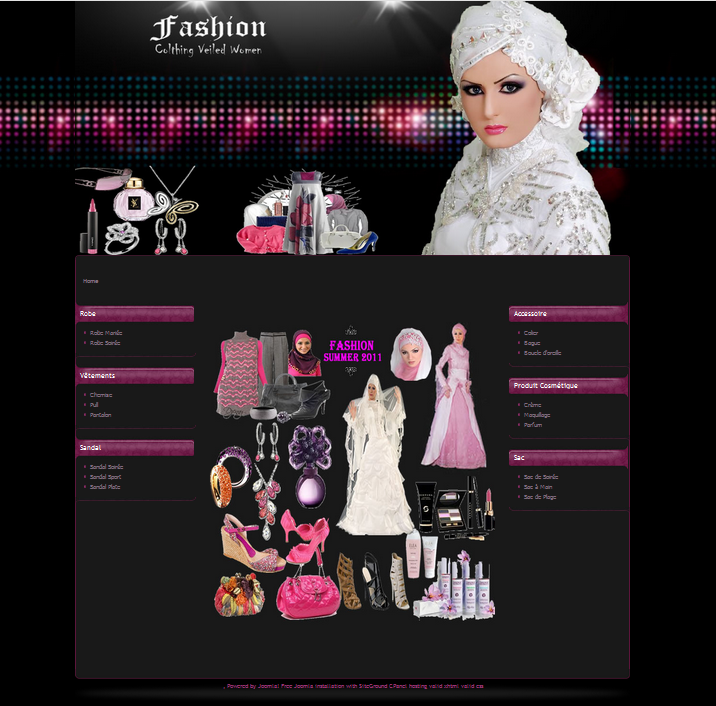 Fashion
Colthing Veiled Women
Home
Robe
Robe Mariée
Robe Soirée
Vêtements
Chemise
Pull
Pantalon
Sandal
Sandal Soirée
Sandal Sport
Sandal Plate
FASHION
SUMMER 2011
Accessoire
Colier
Bague
Boucle d'oreille
Produit Cosmétique
Crème
Maquillage
Parfum
Sac
Sac de Soirée
Sac à Main
Sac de Plage
, Powered by Joomla! Free Joomla Installation with SiteGround CPanel hosting valid xhtml valid css